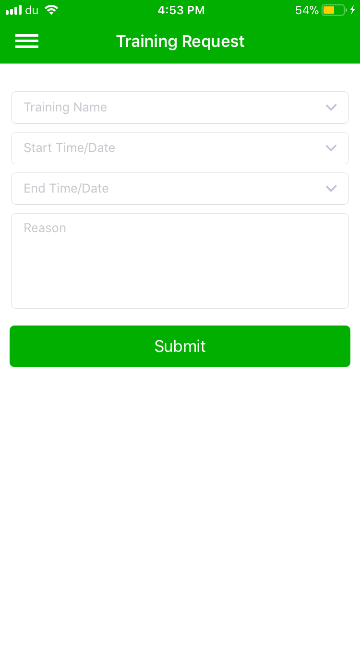 du 4:53 PM 54%
Training Request
Training Name
Start Time/Date
End Time/Date
Reason
Submit